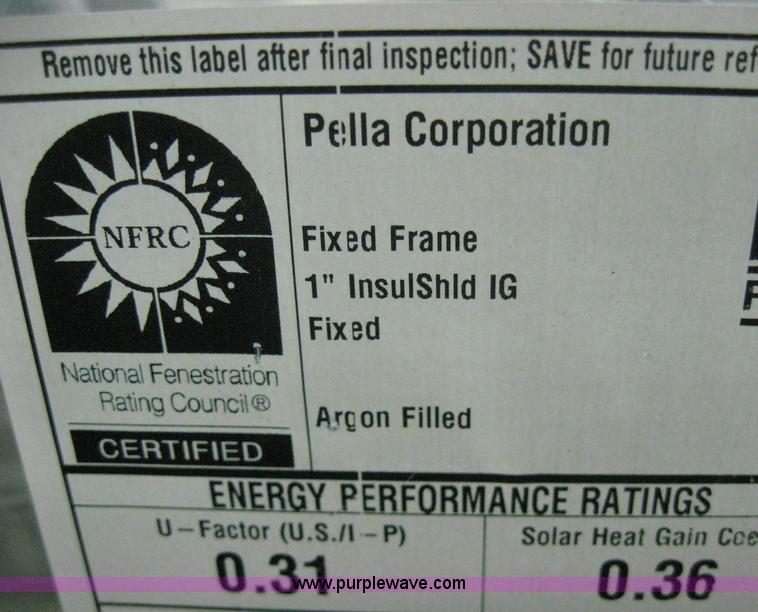 Remove this label after final inspection; SAVE for future ref
NFRC
National Fenestration
Rating Council®
CERTIFIED
Pella Corporation
Fixed Frame
1" InsulShld IG
Fixed
Argon Filled
ENERGY PERFORMANCE RATINGS
U-Factor (U.S./I-P)
0.31
Solar Heat Gain Coe
0.36
www.purplewave.com